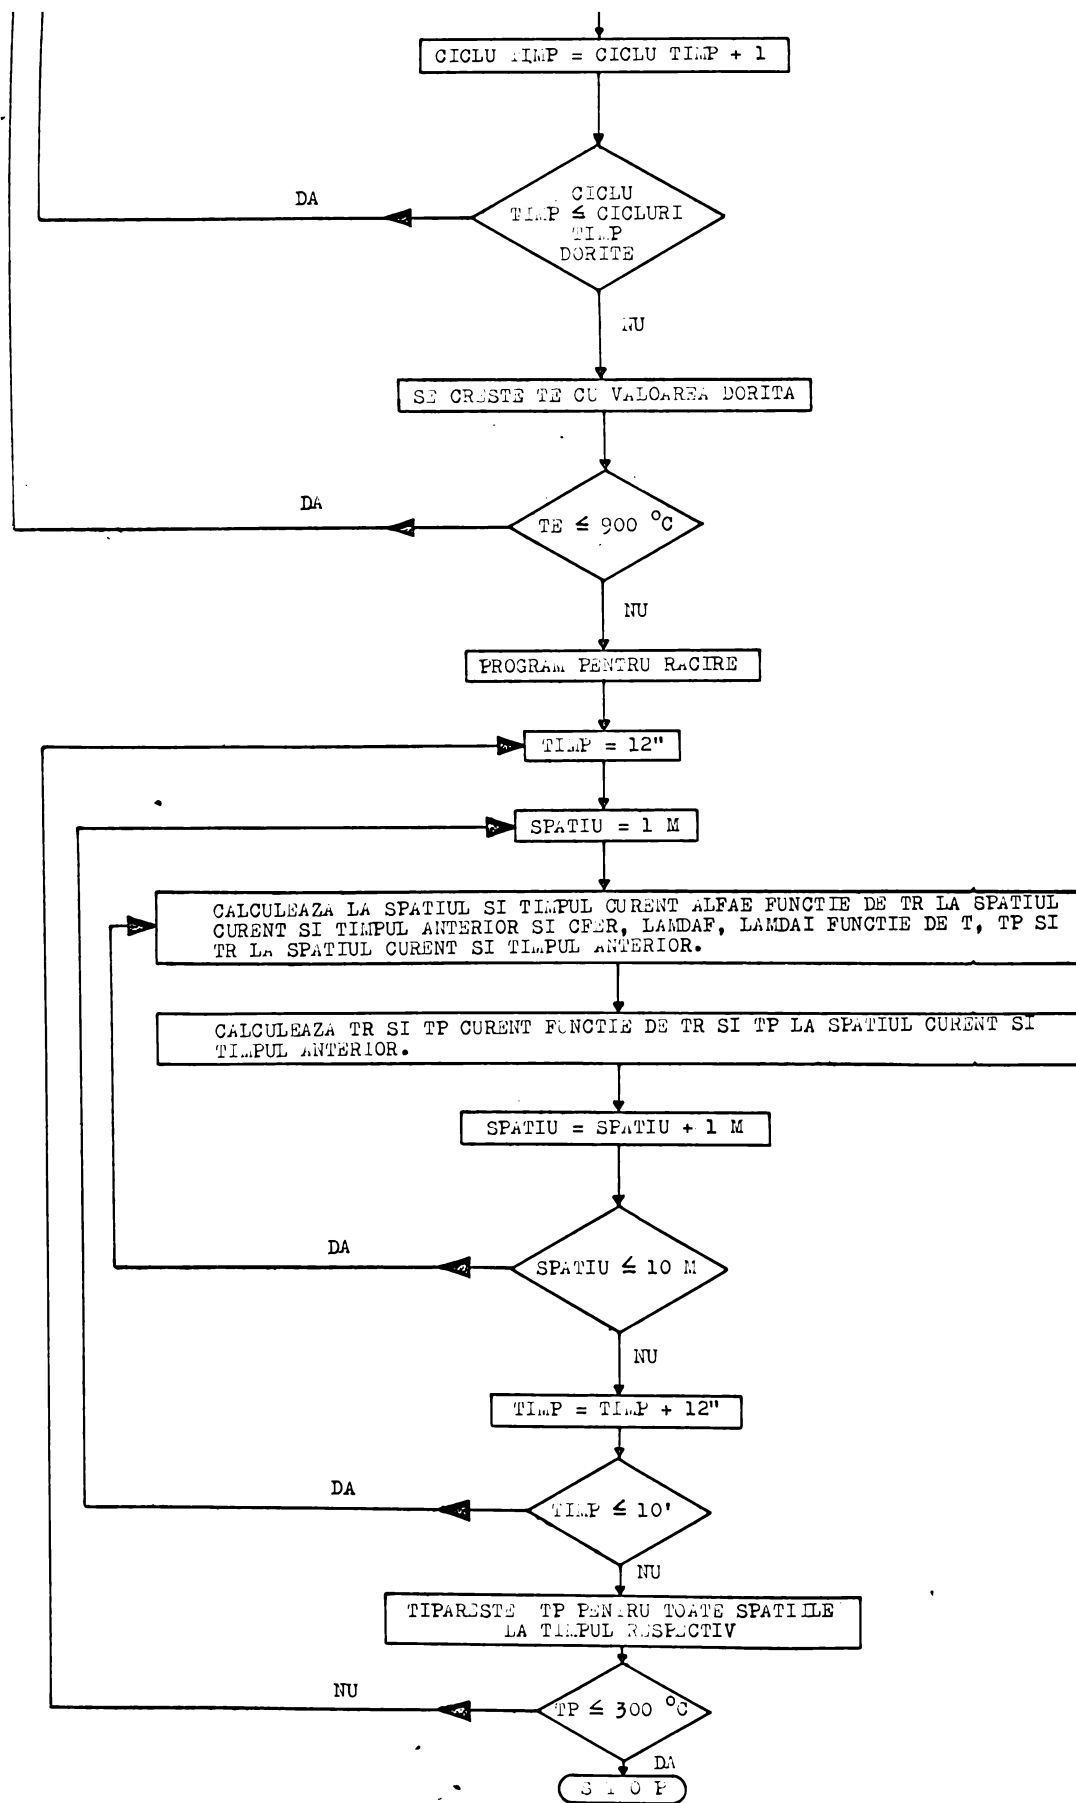 CICLU TIMP = CICLU TIMP + 1
DA
CICLU
TIMP ≤ CICLURI
TIMP
DORITE
NU
SE CRESTE TE CU VALOAREA DORITA
DA
TE ≤ 900 °C
NU
PROGRAM PENTRU RACIRE
TIMP = 12"
SPATIU = 1 M
CALCULEAZA LA SPATIUL SI TIMPUL CURENT ALFAE FUNCTIE DE TR LA SPATIUL
CURENT SI TIMPUL ANTERIOR SI CFER, LAMDAF, LAMDAI FUNCTIE DE T, TP SI
TR LA SPATIUL CURENT SI TIMPUL ANTERIOR.
CALCULEAZA TR SI TP CURENT FUNCTIE DE TR SI TP LA SPATIUL CURENT SI
TIMPUL ANTERIOR.
SPATIU = SPATIU + 1 M
DA
SPATIU ≤ 10 M
NU
TIMP = TIMP + 12"
DA
TIMP ≤ 10'
NU
TIPARESTE TP PENTRU TOATE SPATIILE
LA TIMPUL RESPECTIV
NU
TP ≤ 300 °C
DA
S T O P